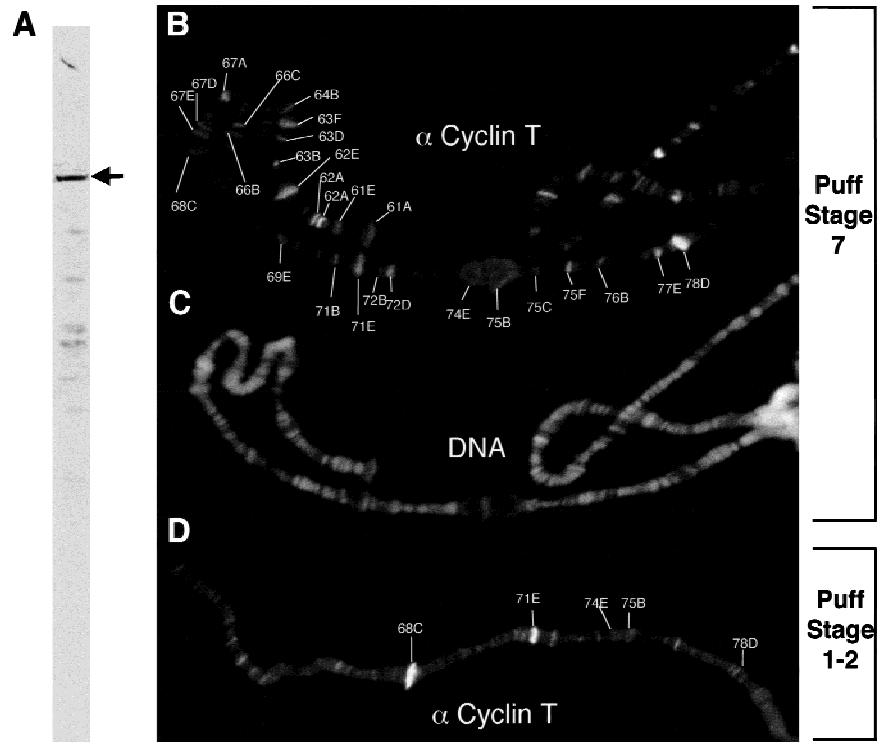 A
B
67A
66C
67D
67E
64B
63F
63D
63B
62E
66B
62A
62A
61E
68C
61A
α Cyclin T
69E
71B
72B
72D
71E
74E
75B
75C
75F
76B
77E
78D
Puff
Stage
7
C
DNA
D
71E
74E
75B
68C
78D
α Cyclin T
Puff
Stage
1-2